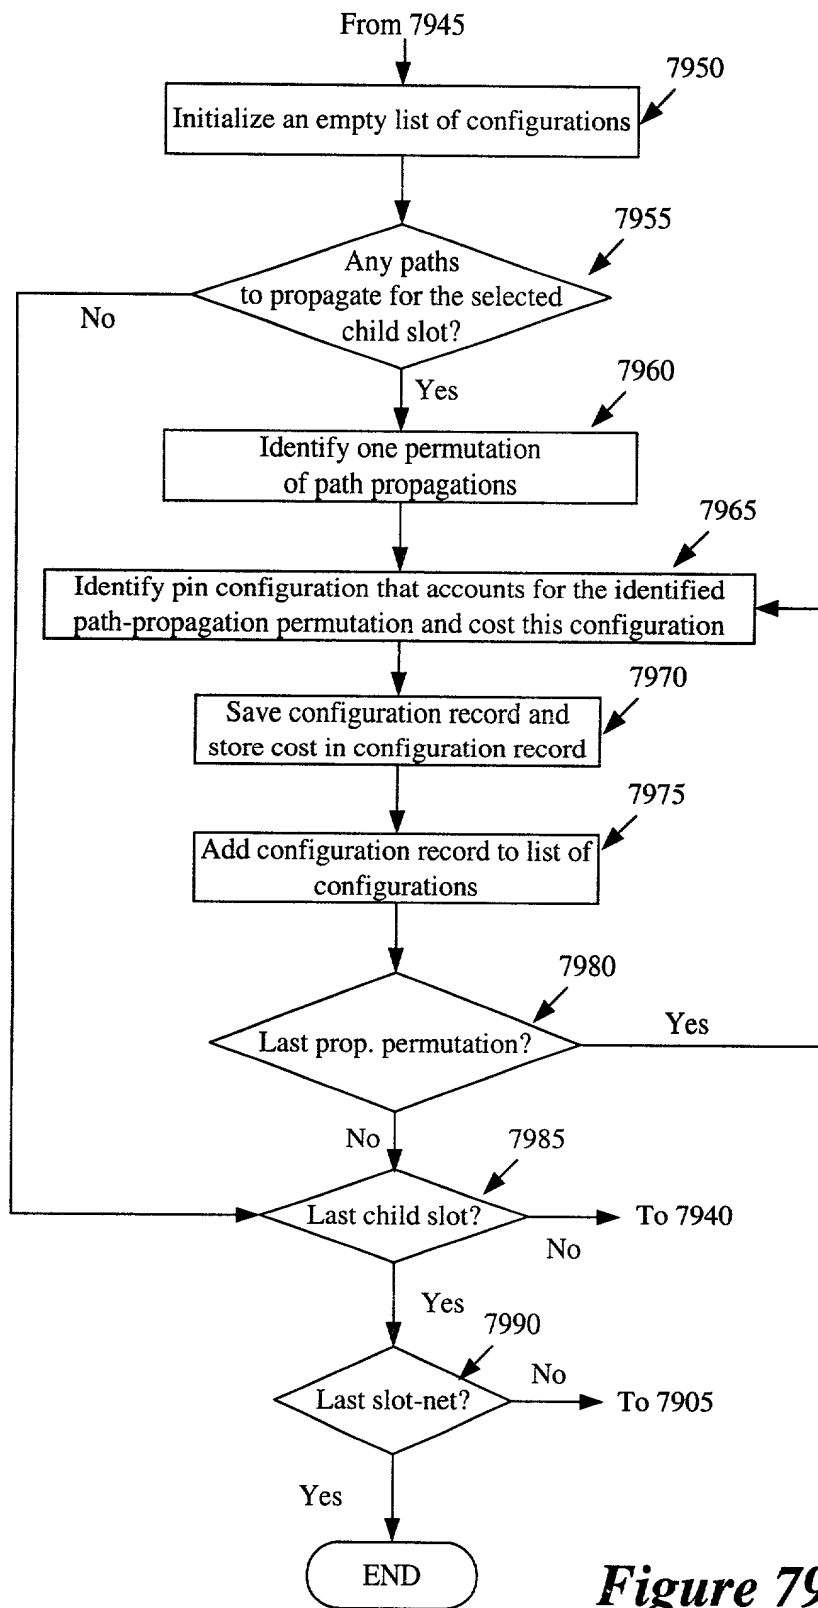 From 7945
7950
Initialize an empty list of configurations
7955
Any paths
to propagate for the selected
child slot?
No
Yes
7960
Identify one permutation
of path propagations
7965
Identify pin configuration that accounts for the identified
path-propagation permutation and cost this configuration
7970
Save configuration record and
store cost in configuration record
7975
Add configuration record to list of
configurations
7980
Last prop. permutation?
Yes
No
7985
Last child slot?
To 7940
No
Yes
7990
Last slot-net?
No
To 7905
Yes
END
Figure 79